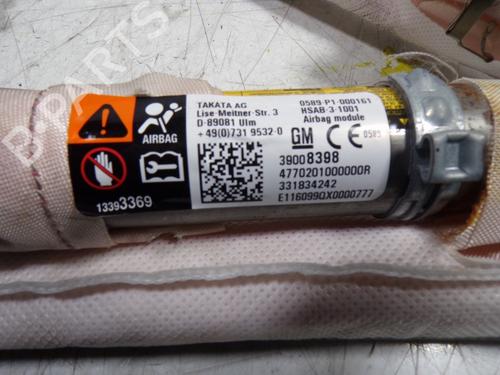 TAKATA AG
Lise-Meitner-Str. 3
D-89081 Ulm
+49(0)731 9532-0
0589-P1-000161
HSAB-3-1001
Airbag module
GM CE 0589
AIRBAG
39008398
4770201000000R
331834242
E116099QX0000777
13393369
B-PARTS